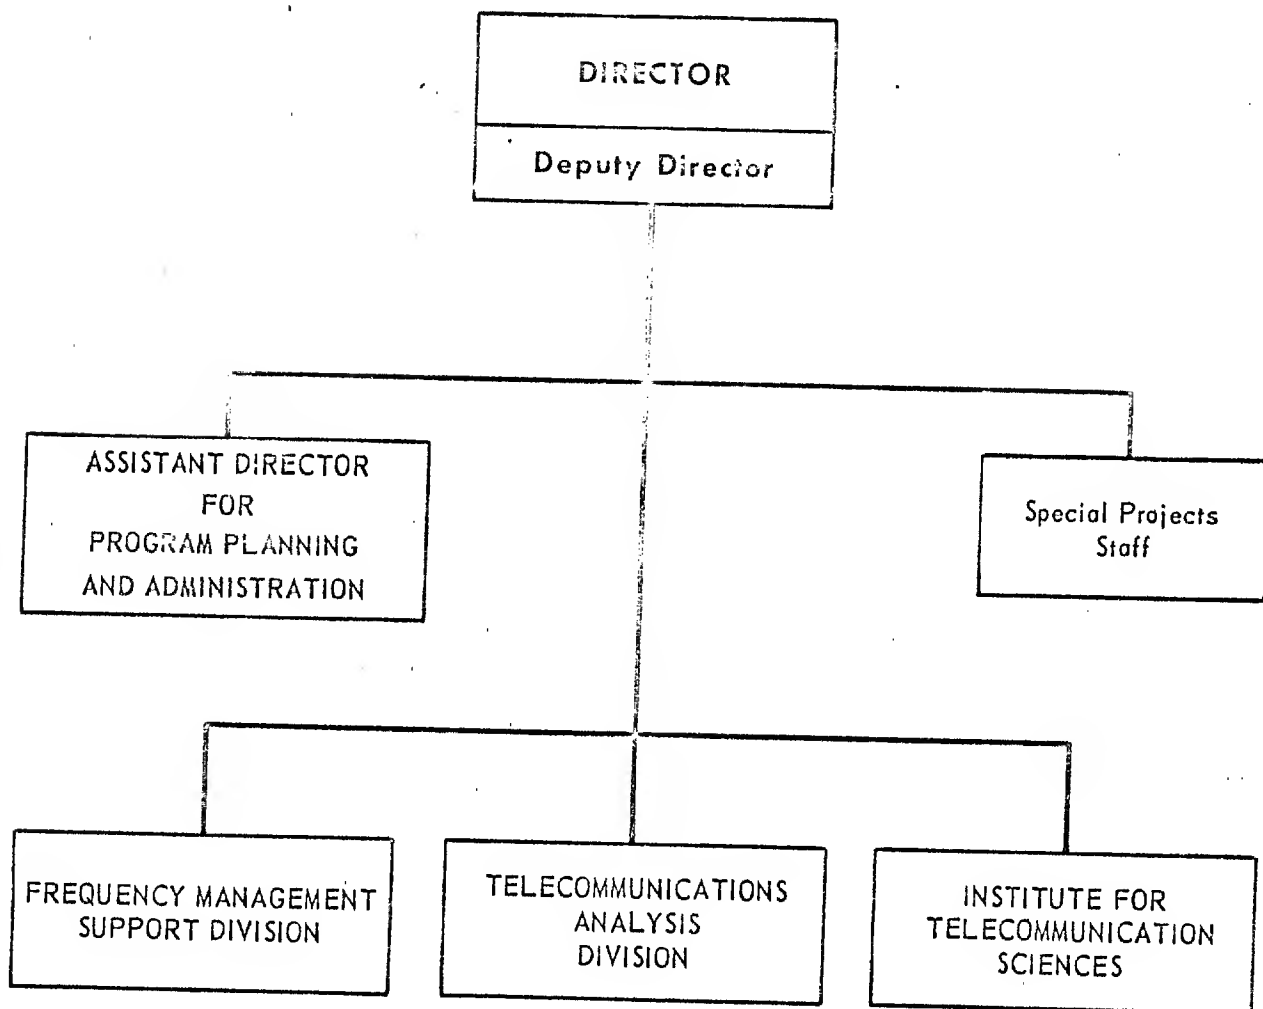 DIRECTOR
Deputy Director
ASSISTANT DIRECTOR
FOR
PROGRAM PLANNING
AND ADMINISTRATION
Special Projects
Staff
FREQUENCY MANAGEMENT
SUPPORT DIVISION
TELECOMMUNICATIONS
ANALYSIS
DIVISION
INSTITUTE FOR
TELECOMMUNICATION
SCIENCES